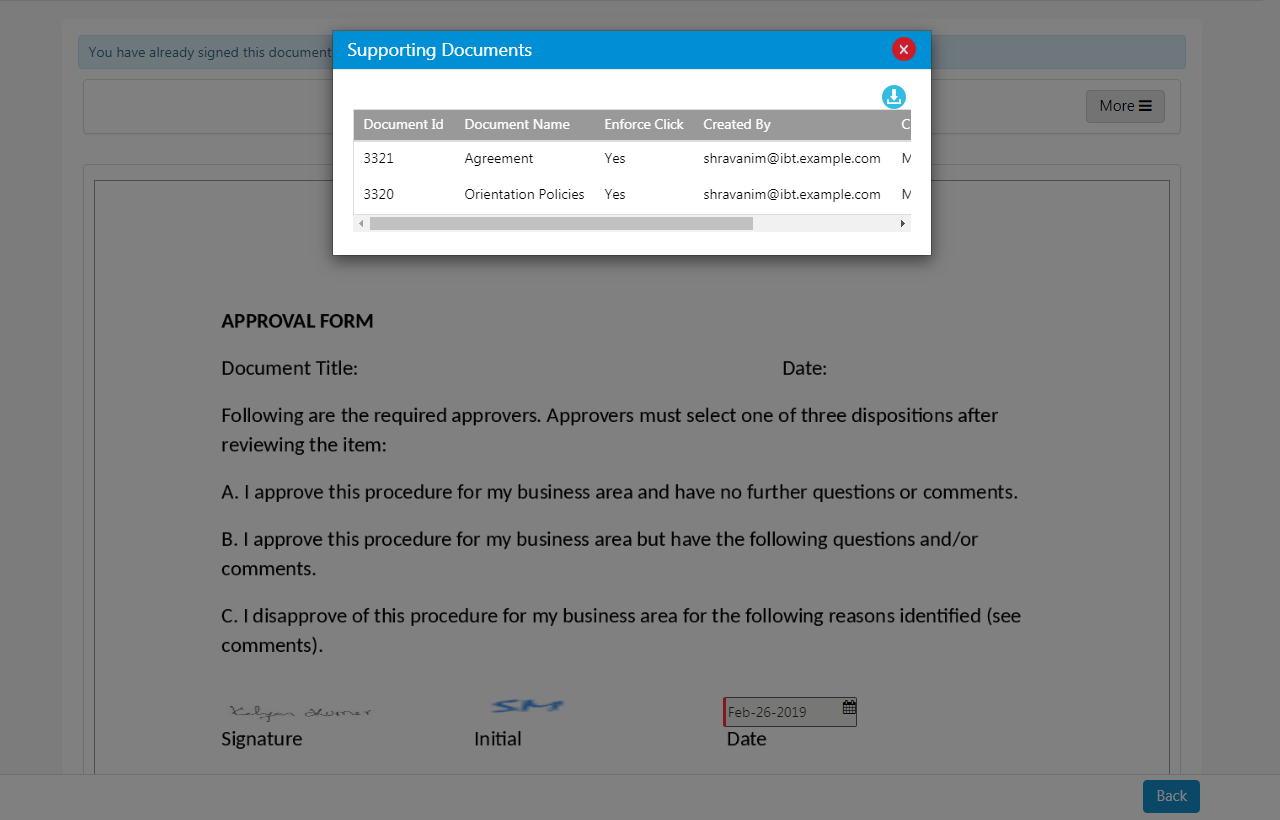 You have already signed this document
Supporting Documents
More
Document Id Document Name Enforce Click Created By C
3321 Agreement Yes shravanim@ibt.example.com M
3320 Orientation Policies Yes shravanim@ibt.example.com M
APPROVAL FORM
Document Title: Date:
Following are the required approvers. Approvers must select one of three dispositions after
reviewing the item:
A. I approve this procedure for my business area and have no further questions or comments.
B. I approve this procedure for my business area but have the following questions and/or
comments.
C. I disapprove of this procedure for my business area for the following reasons identified (see
comments).
Kalyan Kumar SM Feb-26-2019
Signature Initial Date
Back